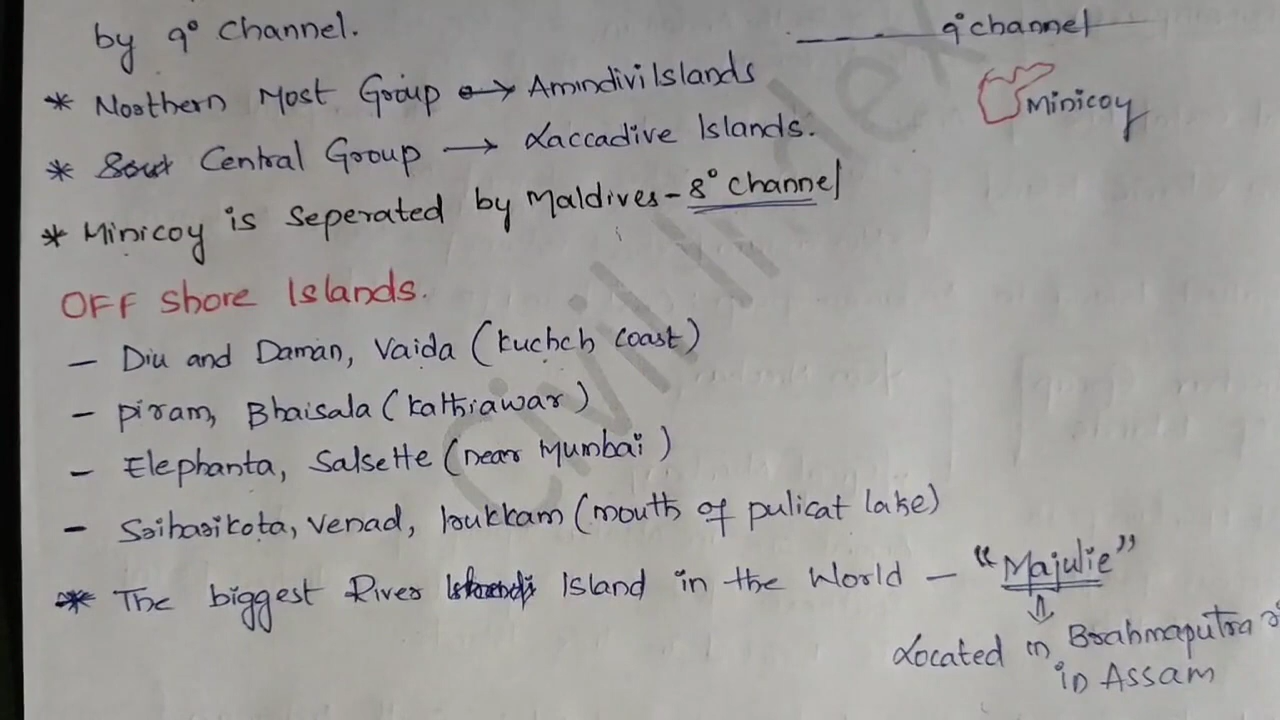 by 9° Channel.
9° channel
* Northern Most Group → Amindivi Islands
Minicoy
* Central Group → Laccadive Islands.
* Minicoy is seperated by Maldives - 8° Channel
OFF Shore Islands.
- Diu and Daman, Vaida (kuchch coast)
- Piram, Bhaisala (kathiawar)
- Elephanta, Salsette (near Mumbai)
- Sriharikota, Venad, (mouth of pulicat lake)
* The biggest River Island in the World - "Majulie"
Located in Brahmaputra
in Assam
Civil Index